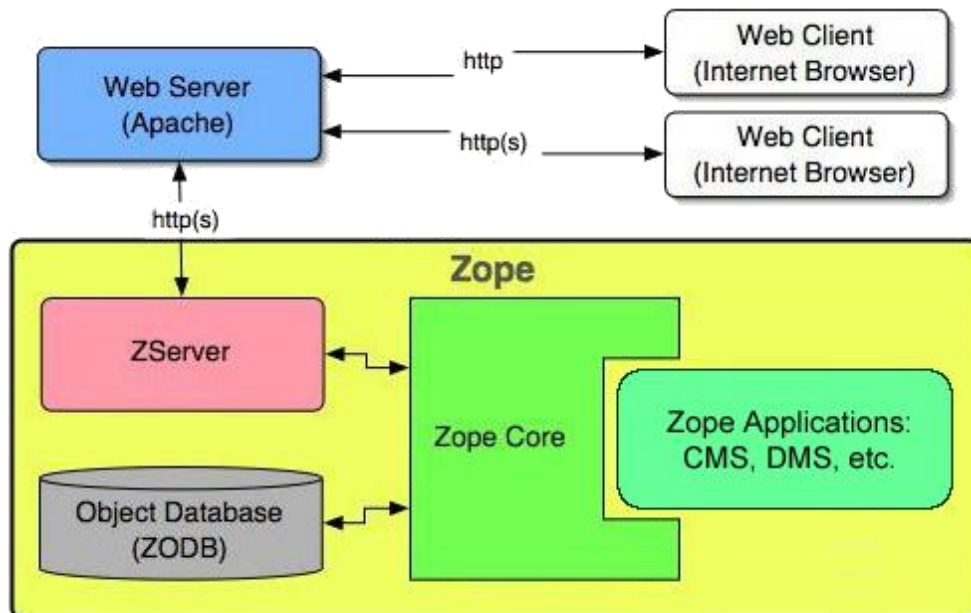 Web Server
(Apache)
http
Web Client
(Internet Browser)
http(s)
Web Client
(Internet Browser)
http(s)
Zope
ZServer
Zope Core
Zope Applications:
CMS, DMS, etc.
Object Database
(ZODB)